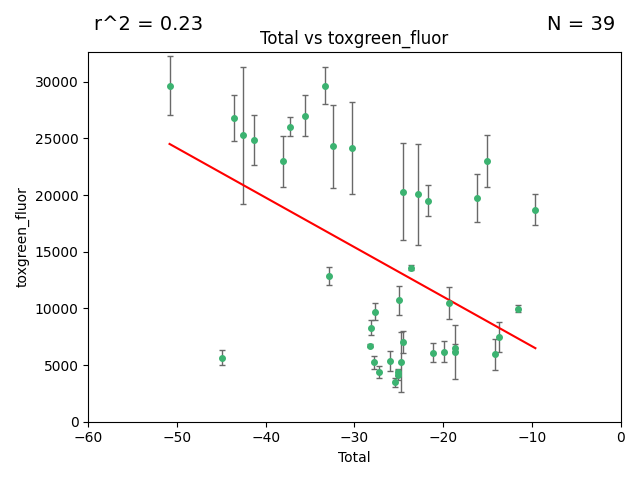 r^2 = 0.23
N = 39
Total vs toxgreen_fluor
30000
25000
20000
15000
10000
5000
0
toxgreen_fluor
−60
−50
−40
−30
−20
−10
0
Total